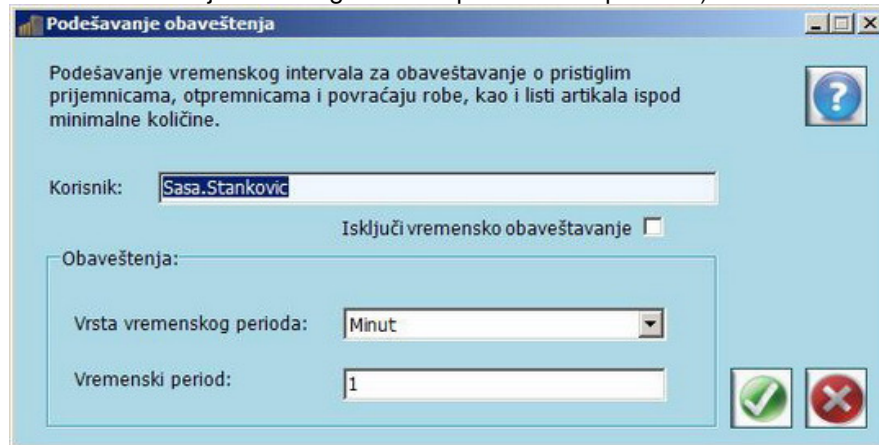 Podešavanje obaveštenja
Podešavanje vremenskog intervala za obaveštavanje o pristiglim
prijemnicama, otpremnicama i povraćaju robe, kao i listi artikala ispod
minimalne količine.
Korisnik: Sasa.Stankovic
Isključi vremensko obaveštavanje
Obaveštenja:
Vrsta vremenskog perioda: Minut
Vremenski period: 1